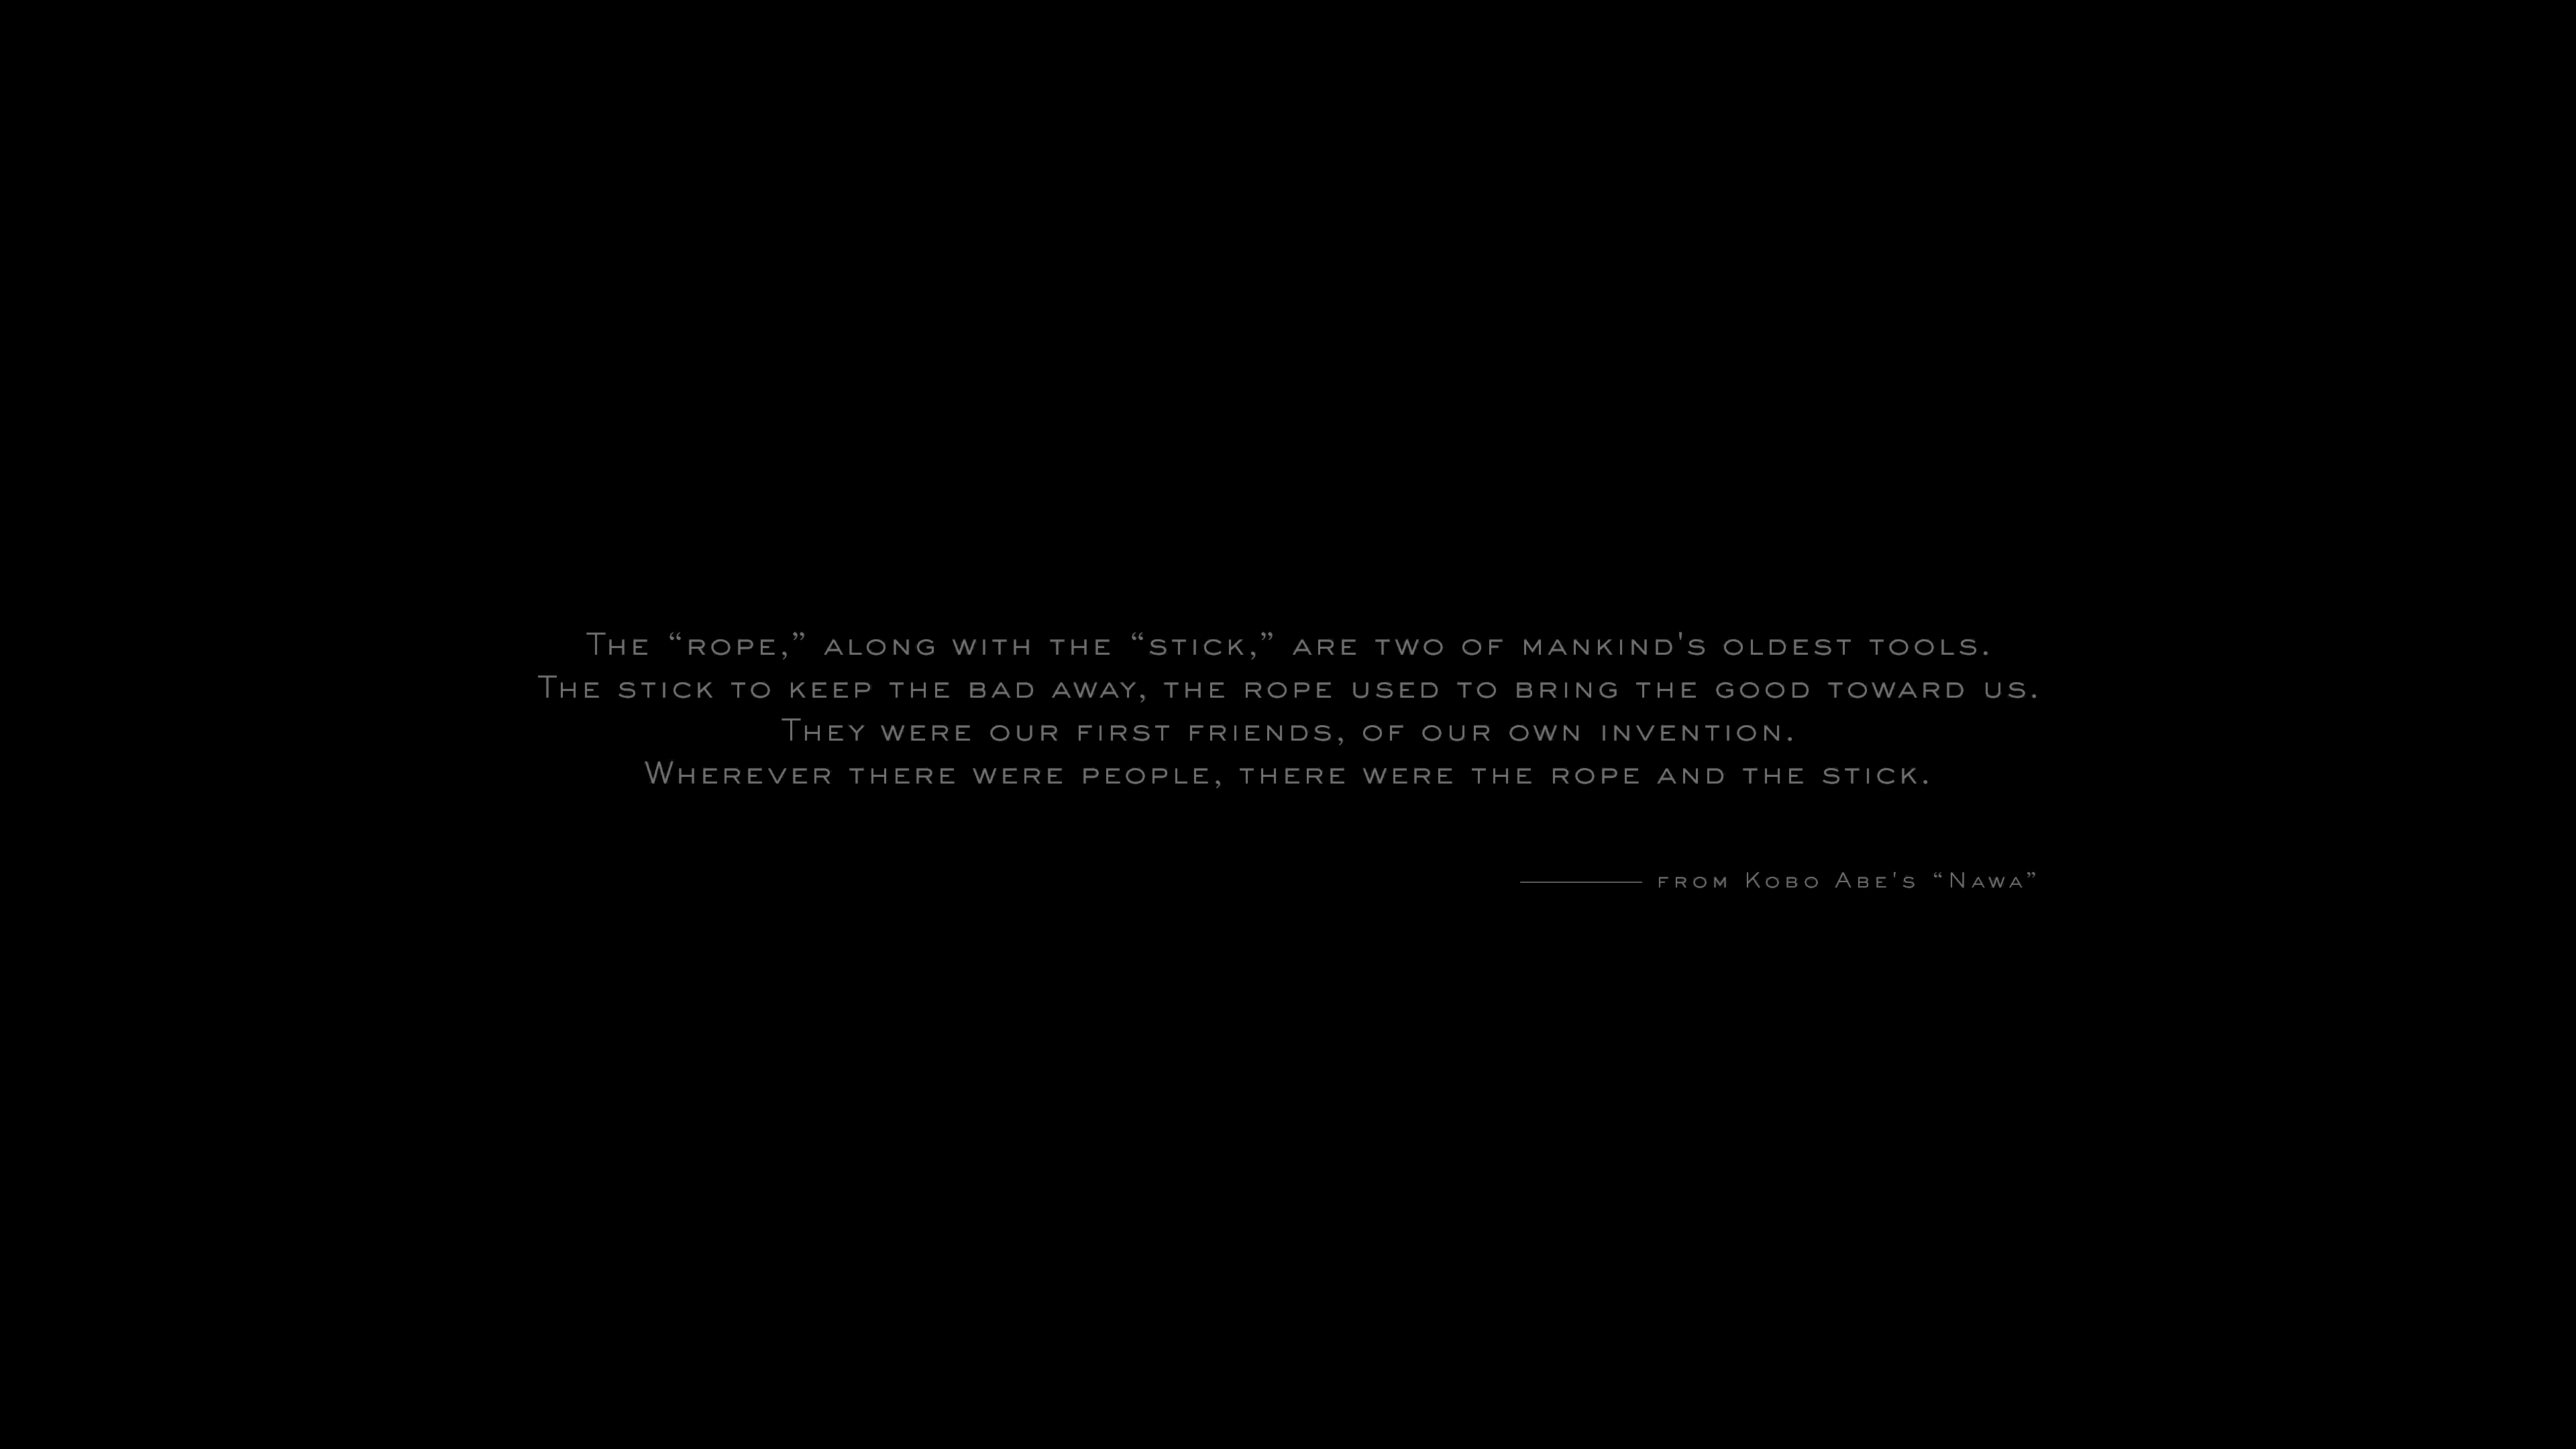 The “rope,” along with the “stick,” are two of mankind's oldest tools.
The stick to keep the bad away, the rope used to bring the good toward us.
They were our first friends, of our own invention.
Wherever there were people, there were the rope and the stick.
——— from Kobo Abe's “Nawa”